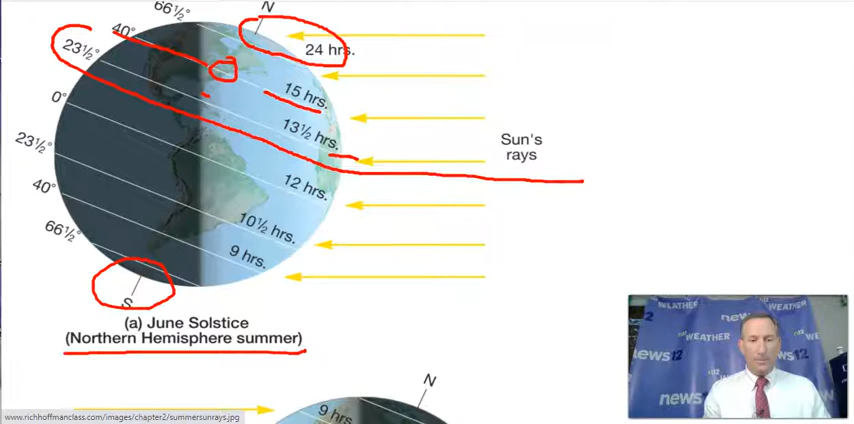 66½°
N
40°
24 hrs.
23½°
15 hrs.
0°
13½ hrs.
Sun's
rays
23½°
12 hrs.
40°
10½ hrs.
66½°
9 hrs.
S
(a) June Solstice
(Northern Hemisphere summer)
12
WEATHER
new
WEATHER
news
12
news
N
9 hrs.
www.richhoffmanclass.com/images/chapter2/summersunrays.jpg